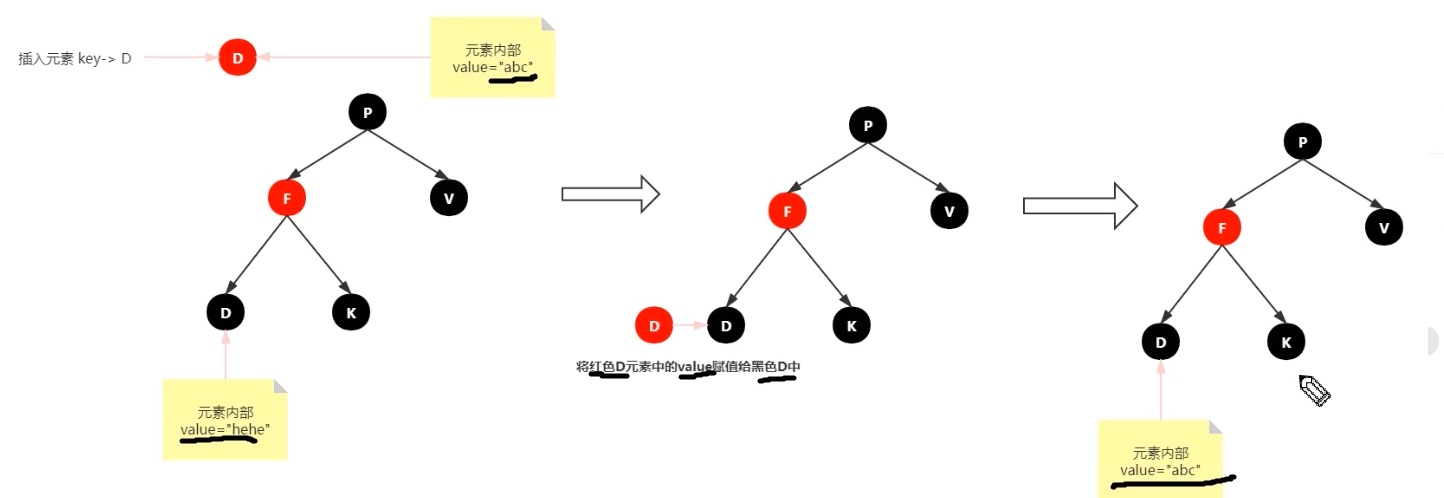 插入元素 key-> D
D
元素内部
value="abc"
P
F
V
D
K
元素内部
value="hehe"
P
F
V
D
D
K
将红色D元素中的value赋值给黑色D中
P
F
V
D
K
元素内部
value="abc"